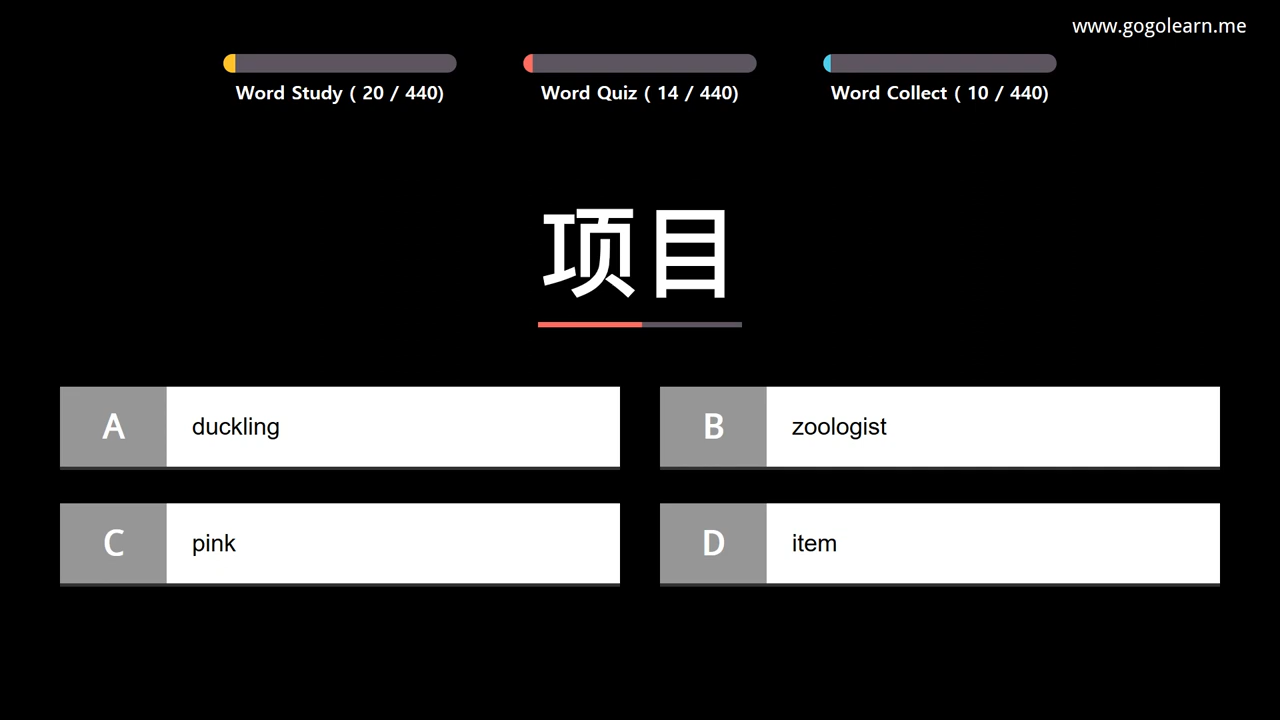 www.gogolearn.me
Word Study ( 20 / 440)
Word Quiz ( 14 / 440)
Word Collect ( 10 / 440)
项目
A duckling
B zoologist
C pink
D item